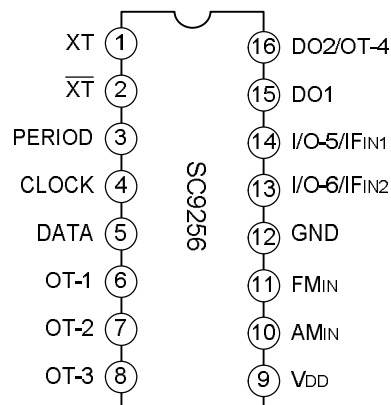 XT 1 16 DO2/OT-4
XT 2 15 DO1
PERIOD 3 14 I/O-5/IFIN1
CLOCK 4 13 I/O-6/IFIN2
DATA 5 12 GND
OT-1 6 11 FMIN
OT-2 7 10 AMIN
OT-3 8 9 VDD
SC9256